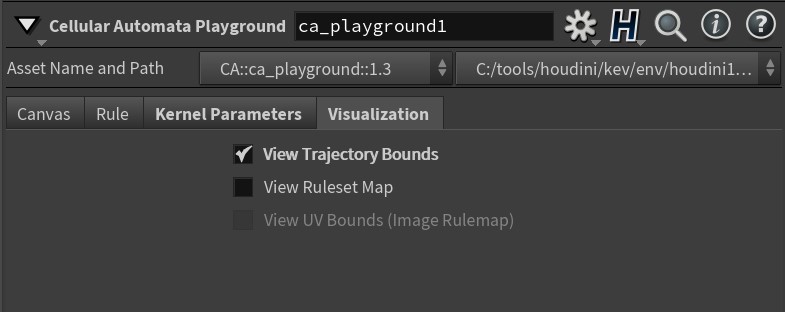 Cellular Automata Playground ca_playground1
Asset Name and Path CA::ca_playground::1.3 C:/tools/houdini/kev/env/houdini1...
Canvas Rule Kernel Parameters Visualization
View Trajectory Bounds
View Ruleset Map
View UV Bounds (Image Rulemap)